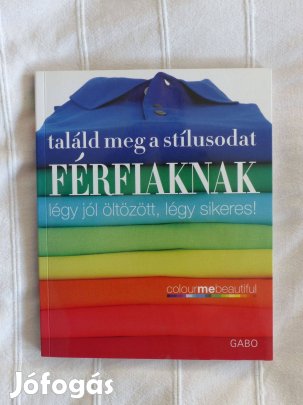 találd meg a stílusodat
FÉRFIAKNAK
légy jól öltözött, légy sikeres!
colourmebeautiful
GABO
Jófogás